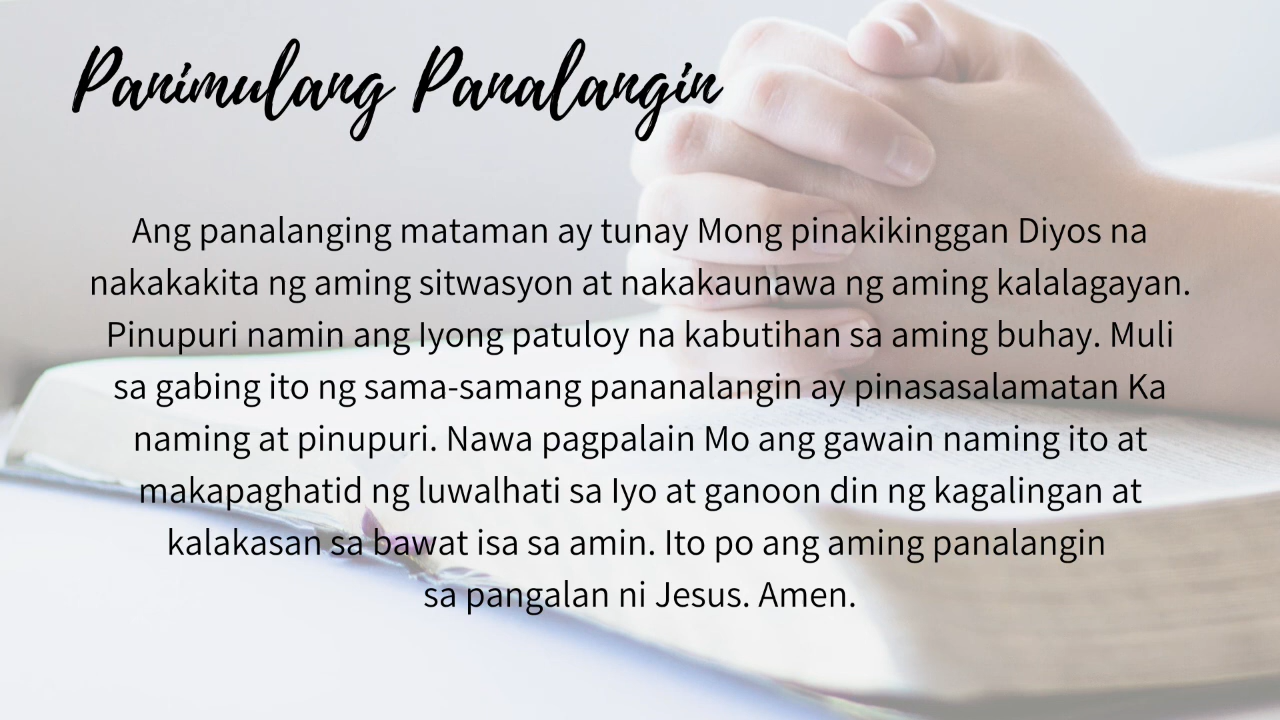 Panimulang Panalangin
Ang panalanging mataman ay tunay Mong pinakikinggan Diyos na
nakakakita ng aming sitwasyon at nakakaunawa ng aming kalalagayan.
Pinupuri namin ang Iyong patuloy na kabutihan sa aming buhay. Muli
sa gabing ito ng sama-samang pananalangin ay pinasasalamatan Ka
naming at pinupuri. Nawa pagpalain Mo ang gawain naming ito at
makapaghatid ng luwalhati sa Iyo at ganoon din ng kagalingan at
kalakasan sa bawat isa sa amin. Ito po ang aming panalangin
sa pangalan ni Jesus. Amen.